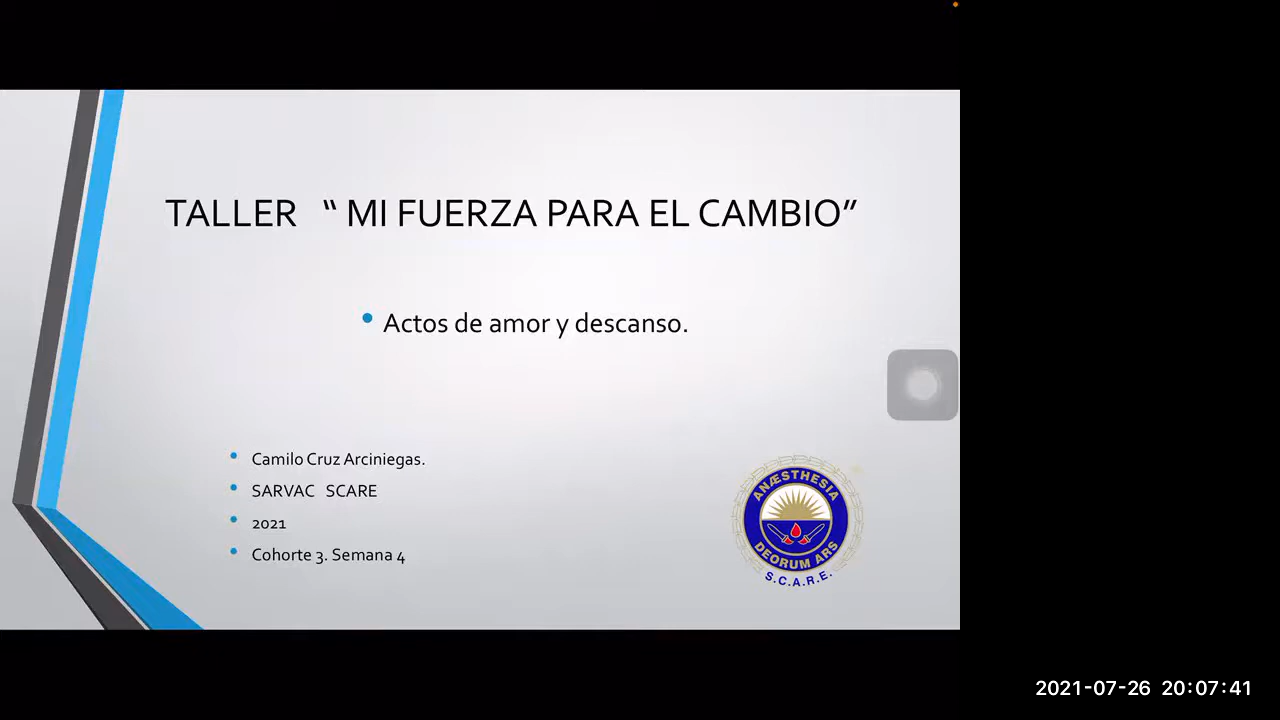 TALLER “ MI FUERZA PARA EL CAMBIO”
• Actos de amor y descanso.
• Camilo Cruz Arciniegas.
• SARVAC SCARE
• 2021
• Cohorte 3. Semana 4
ANÆSTHESIA
DEORUM ARS
S.C.A.R.E.
2021-07-26 20:07:41